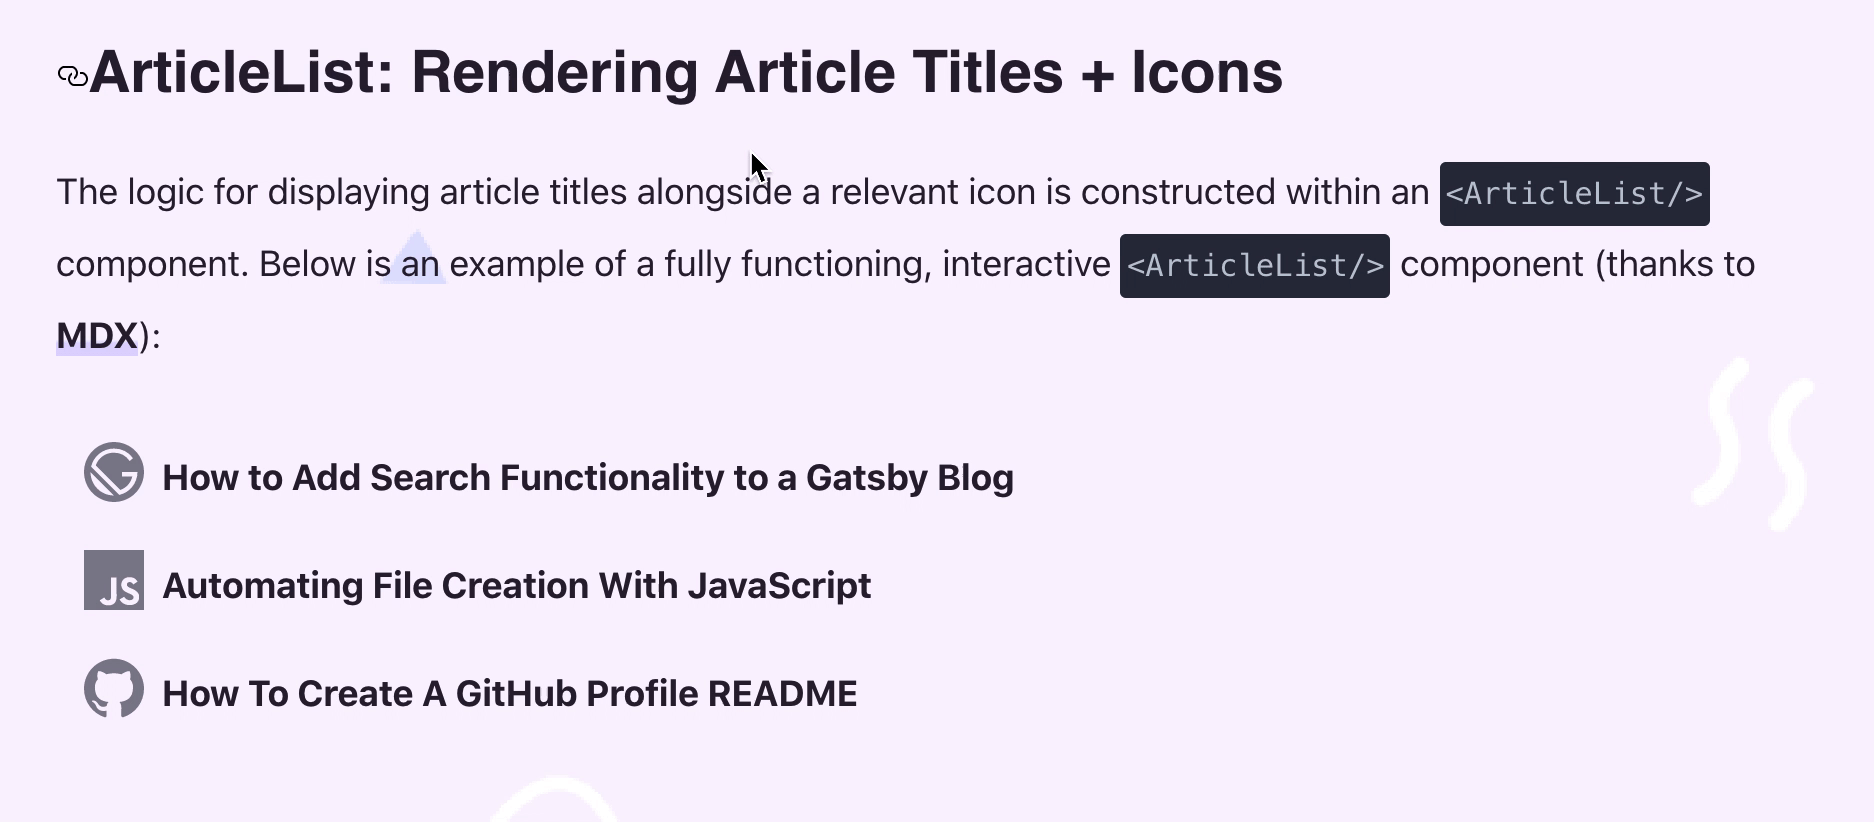 ArticleList: Rendering Article Titles + Icons
The logic for displaying article titles alongside a relevant icon is constructed within an <ArticleList/>
component. Below is an example of a fully functioning, interactive <ArticleList/> component (thanks to
MDX):
How to Add Search Functionality to a Gatsby Blog
JS Automating File Creation With JavaScript
How To Create A GitHub Profile README